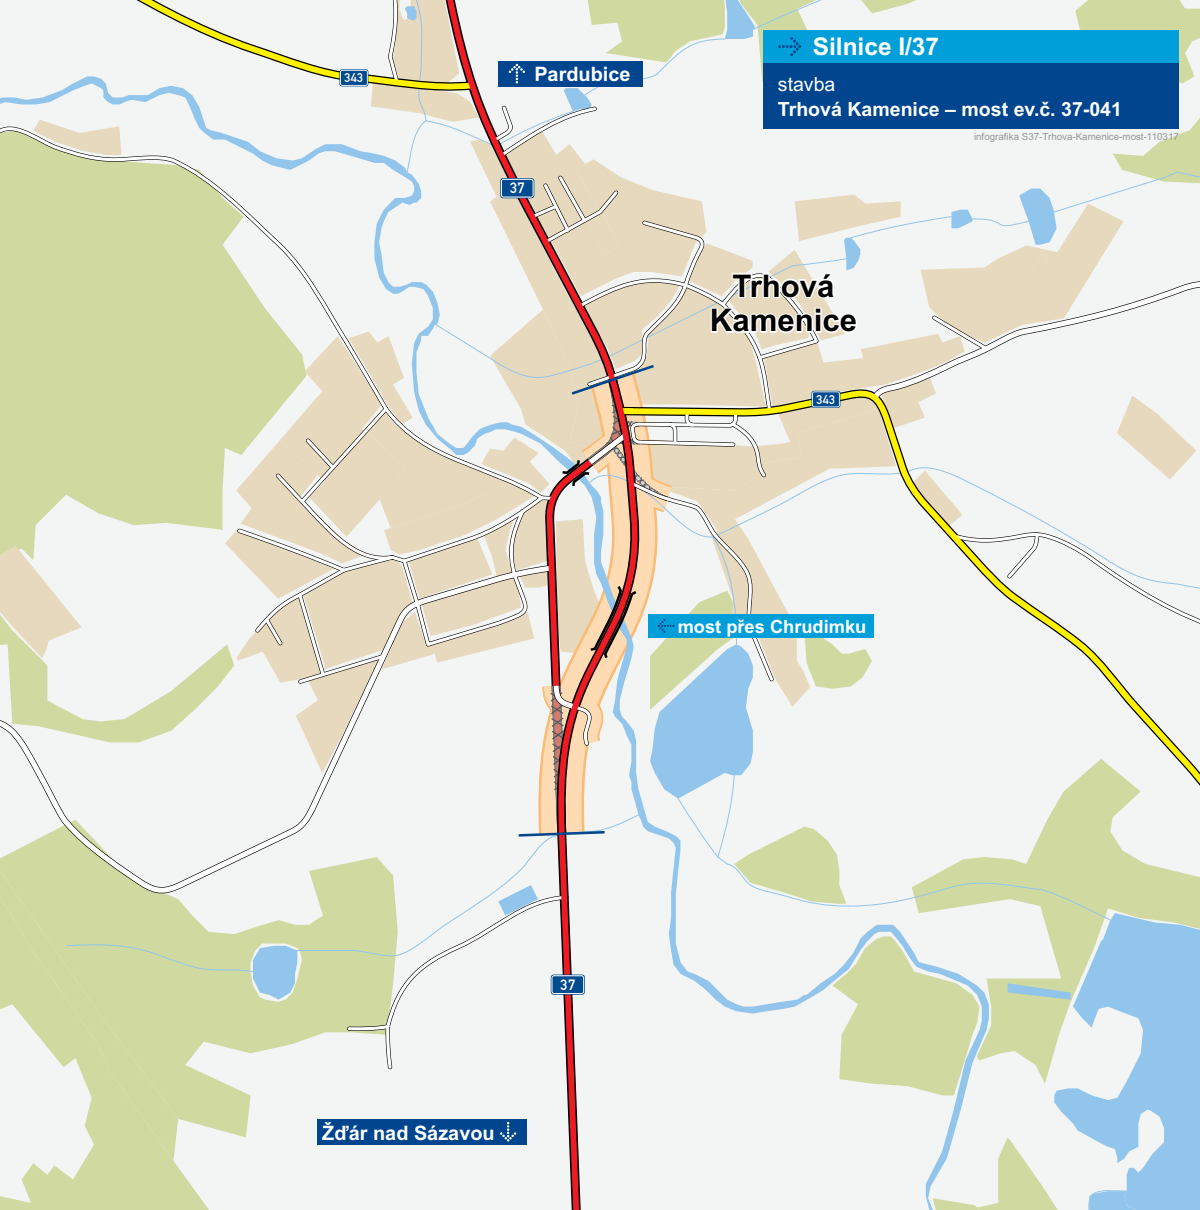 Silnice I/37
stavba
Trhová Kamenice – most ev.č. 37-041
infografika S37-Trhova-Kamenice-most-110317
Pardubice
343
37
Trhová
Kamenice
343
most přes Chrudimku
37
Žďár nad Sázavou